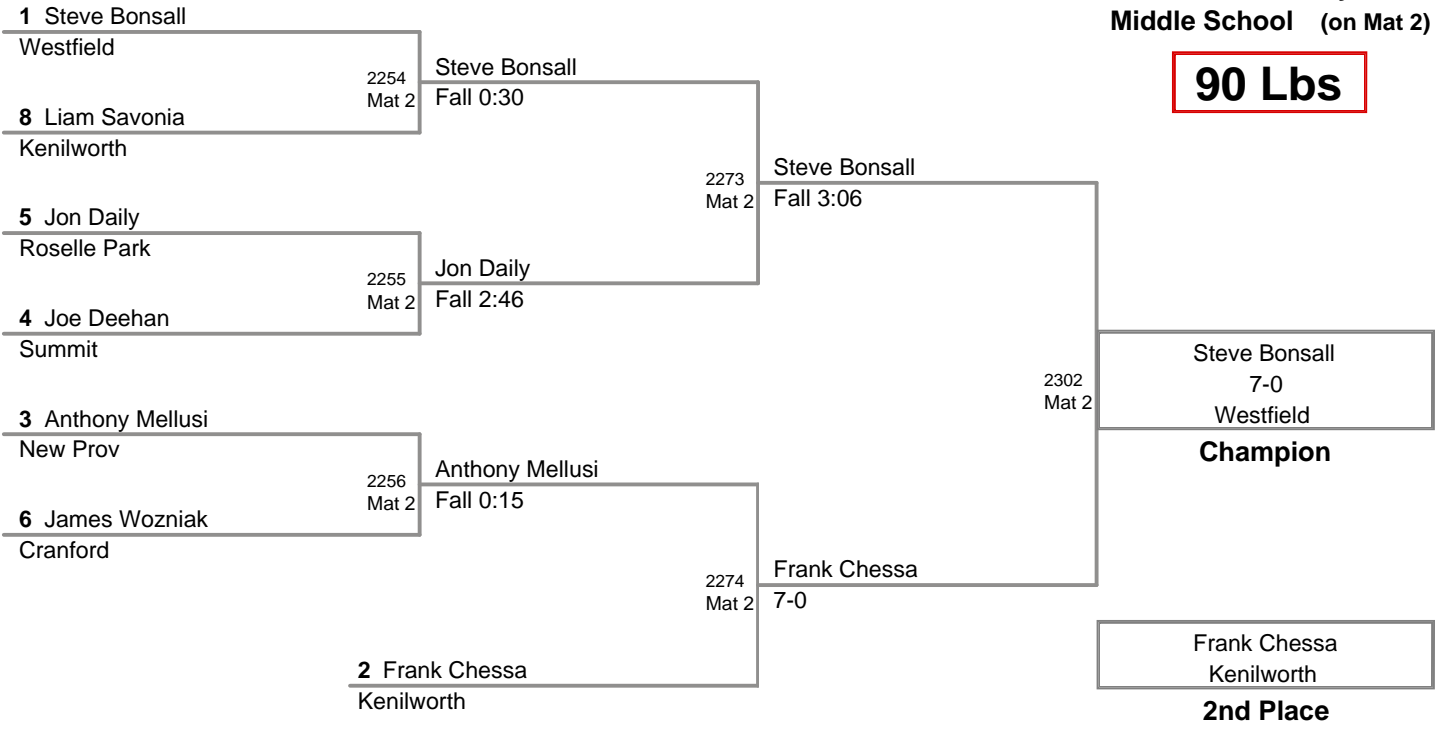 Middle School (on Mat 2)
90 Lbs
1 Steve Bonsall
Westfield
2254
Mat 2
Steve Bonsall
Fall 0:30
8 Liam Savonia
Kenilworth
2273
Mat 2
Steve Bonsall
Fall 3:06
5 Jon Daily
Roselle Park
2255
Mat 2
Jon Daily
Fall 2:46
4 Joe Deehan
Summit
2302
Mat 2
Steve Bonsall
7-0
Westfield
Champion
3 Anthony Mellusi
New Prov
2256
Mat 2
Anthony Mellusi
Fall 0:15
6 James Wozniak
Cranford
2274
Mat 2
Frank Chessa
7-0
2 Frank Chessa
Kenilworth
Frank Chessa
Kenilworth
2nd Place